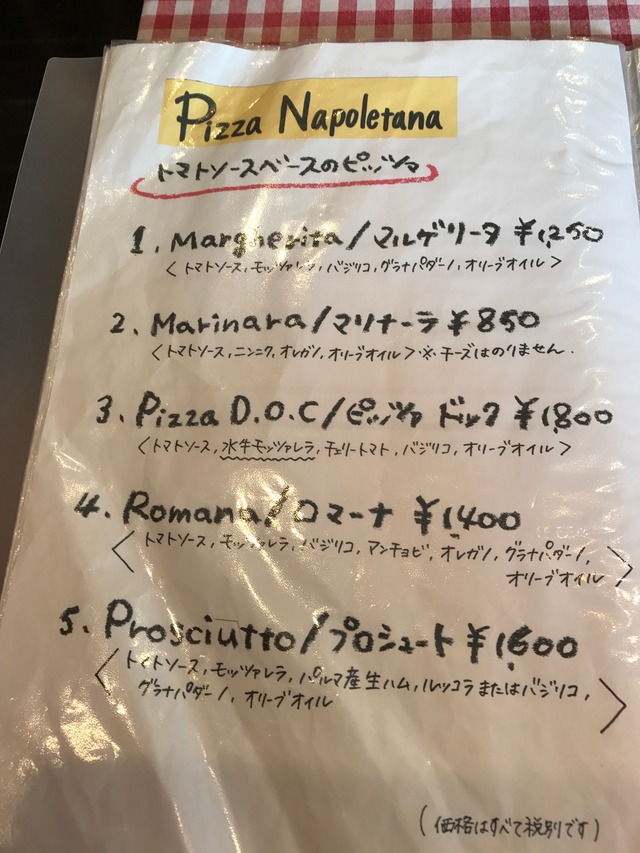 Pizza Napoletana
トマトソースベースのピッツァ
1. Margherita/マルゲリータ ¥1,250
<トマトソース, モッツァレラ, バジリコ, グラナパダーノ, オリーブオイル>
2. Marinara/マリナーラ ¥850
<トマトソース, ニンニク, オレガノ, オリーブオイル>※チーズはのりません.
3. Pizza D.O.C/ピッツァ ドック ¥1,800
<トマトソース, 水牛モッツァレラ, チェリートマト, バジリコ, オリーブオイル>
4. Romana/ロマーナ ¥1,400
<トマトソース, モッツァレラ, バジリコ, アンチョビ, オレガノ, グラナパダーノ,
オリーブオイル>
5. Prosciutto/プロシュート ¥1,600
<トマトソース, モッツァレラ, パルマ産生ハム, ルッコラまたはバジリコ,
グラナパダーノ, オリーブオイル>
(価格はすべて税別です)